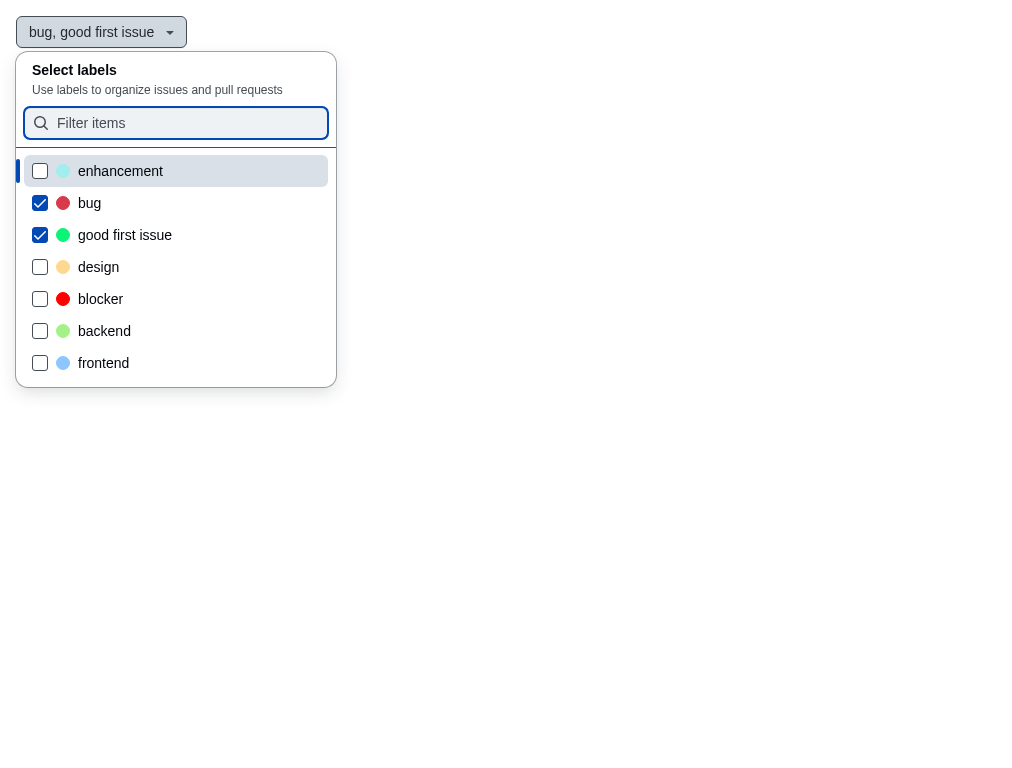 bug, good first issue
Select labels
Use labels to organize issues and pull requests
Filter items
enhancement
bug
good first issue
design
blocker
backend
frontend